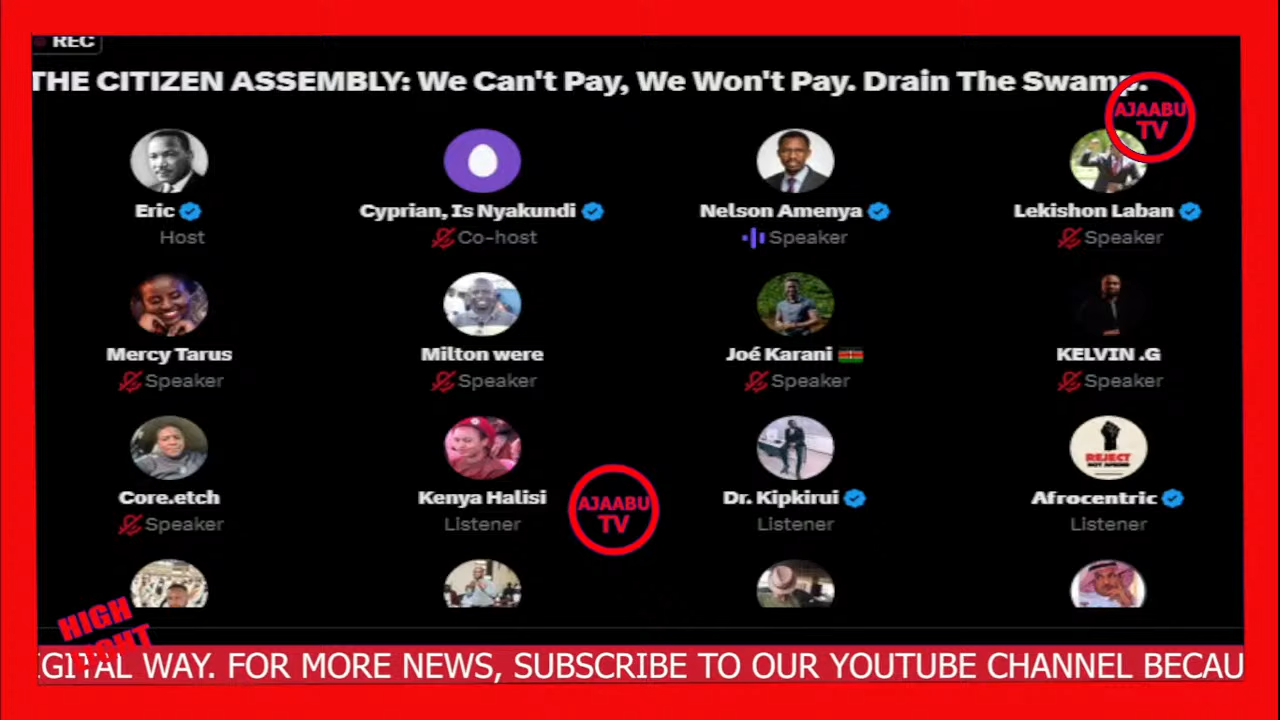 REC
THE CITIZEN ASSEMBLY: We Can't Pay, We Won't Pay. Drain The Swamp.
AJAABU
TV
Eric
Cyprian, Is Nyakundi
Nelson Amenya
Lekishon Laban
Host
Co-host
Speaker
Speaker
Mercy Tarus
Milton were
Joé Karani
KELVIN .G
Speaker
Speaker
Speaker
Speaker
REJECT
NOT AMEND
Core.etch
Kenya Halisi
Dr. Kipkirui
Afrocentric
Speaker
Listener
Listener
Listener
AJAABU
TV
HIGH
IGITAL WAY. FOR MORE NEWS, SUBSCRIBE TO OUR YOUTUBE CHANNEL BECAU